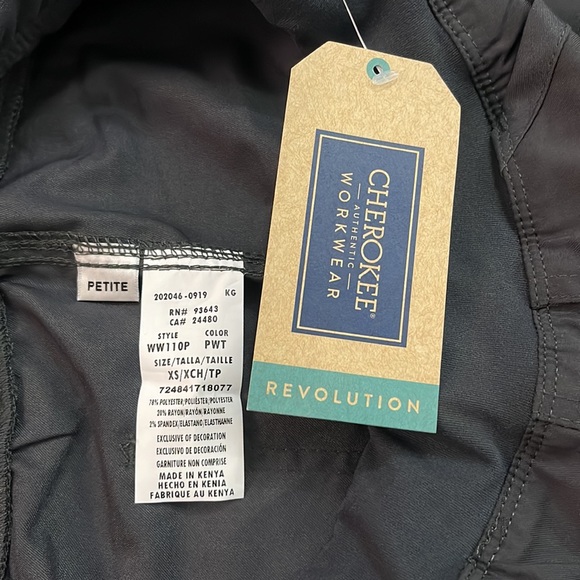 CHEROKEE®
AUTHENTIC
WORKWEAR
REVOLUTION
PETITE
202046-0919 KG
RN# 93643
CA# 24480
STYLE COLOR
WW110P PWT
SIZE/TALLA/TAILLE
XS/XCH/TP
724841718077
78% POLYESTER/POLIÉSTER/POLYESTER
20% RAYON/RAYÓN/RAYONNE
2% SPANDEX/ELASTANO/ELASTHANNE
EXCLUSIVE OF DECORATION
EXCLUSIVO DE DECORACIÓN
GARNITURE NON COMPRISE
MADE IN KENYA
HECHO EN KENIA
FABRIQUE AU KENYA